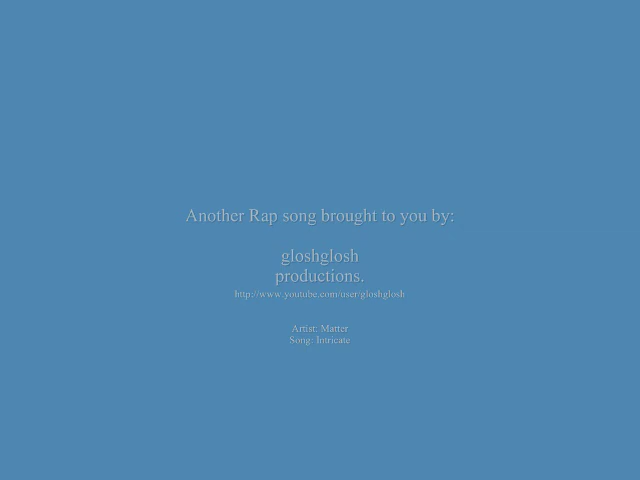 Another Rap song brought to you by:
gloshglosh
productions.
http://www.youtube.com/user/gloshglosh
Artist: Matter
Song: Intricate